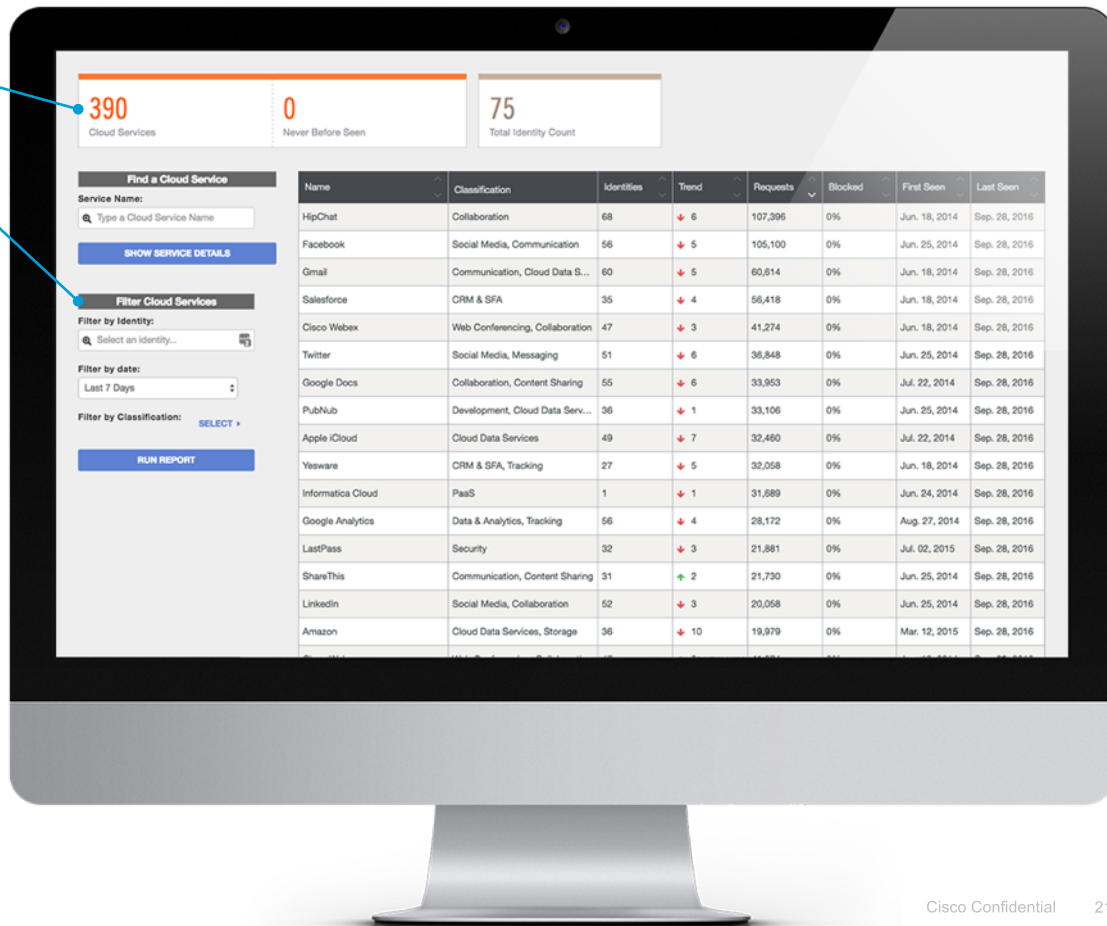 390
Cloud Services
0
Never Before Seen
75
Total Identity Count
Find a Cloud Service
Service Name:
Type a Cloud Service Name
SHOW SERVICE DETAILS
Filter Cloud Services
Filter by Identity:
Select an identity...
Filter by date:
Last 7 Days
Filter by Classification: SELECT
RUN REPORT
Name Classification Identities Trend Requests Blocked First Seen Last Seen
HipChat Collaboration 68 6 107,396 0% Jun. 18, 2014 Sep. 28, 2016
Facebook Social Media, Communication 56 5 105,100 0% Jun. 25, 2014 Sep. 28, 2016
Gmail Communication, Cloud Data S... 60 5 60,614 0% Jun. 18, 2014 Sep. 28, 2016
Salesforce CRM & SFA 35 4 56,418 0% Jun. 18, 2014 Sep. 28, 2016
Cisco Webex Web Conferencing, Collaboration 47 3 41,274 0% Jun. 18, 2014 Sep. 28, 2016
Twitter Social Media, Messaging 51 6 36,848 0% Jun. 25, 2014 Sep. 28, 2016
Google Docs Collaboration, Content Sharing 55 6 33,953 0% Jul. 22, 2014 Sep. 28, 2016
PubNub Development, Cloud Data Serv... 36 1 33,106 0% Jun. 25, 2014 Sep. 28, 2016
Apple iCloud Cloud Data Services 49 7 32,460 0% Jul. 22, 2014 Sep. 28, 2016
Yesware CRM & SFA, Tracking 27 5 32,058 0% Jun. 18, 2014 Sep. 28, 2016
Informatica Cloud PaaS 1 1 31,689 0% Jun. 24, 2014 Sep. 28, 2016
Google Analytics Data & Analytics, Tracking 56 4 28,172 0% Aug. 27, 2014 Sep. 28, 2016
LastPass Security 32 3 21,881 0% Jul. 02, 2015 Sep. 28, 2016
ShareThis Communication, Content Sharing 31 2 21,730 0% Jun. 25, 2014 Sep. 28, 2016
LinkedIn Social Media, Collaboration 52 3 20,058 0% Jun. 25, 2014 Sep. 28, 2016
Amazon Cloud Data Services, Storage 36 10 19,979 0% Mar. 12, 2015 Sep. 28, 2016
Cisco Confidential